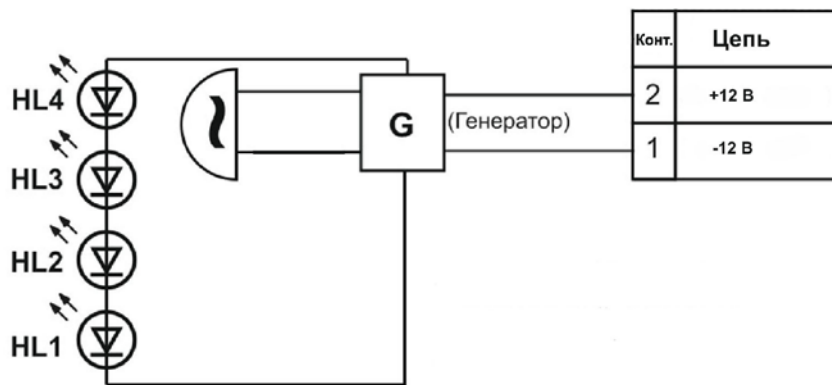 HL4
HL3
HL2
HL1
~
G
(Генератор)
Конт. Цепь
2 +12 В
1 -12 В